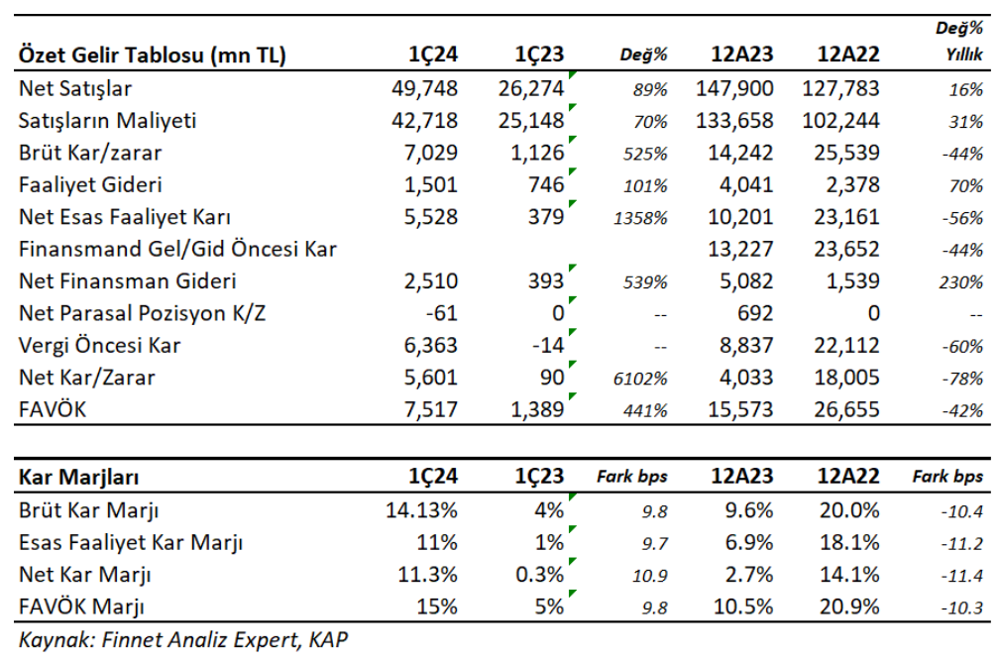 Değ%
Özet Gelir Tablosu (mn TL) 1Ç24 1Ç23 Değ% 12A23 12A22 Yıllık
Net Satışlar 49,748 26,274 89% 147,900 127,783 16%
Satışların Maliyeti 42,718 25,148 70% 133,658 102,244 31%
Brüt Kar/zarar 7,029 1,126 525% 14,242 25,539 -44%
Faaliyet Gideri 1,501 746 101% 4,041 2,378 70%
Net Esas Faaliyet Karı 5,528 379 1358% 10,201 23,161 -56%
Finansmand Gel/Gid Öncesi Kar 13,227 23,652 -44%
Net Finansman Gideri 2,510 393 539% 5,082 1,539 230%
Net Parasal Pozisyon K/Z -61 0 -- 692 0 --
Vergi Öncesi Kar 6,363 -14 -- 8,837 22,112 -60%
Net Kar/Zarar 5,601 90 6102% 4,033 18,005 -78%
FAVÖK 7,517 1,389 441% 15,573 26,655 -42%
Kar Marjları 1Ç24 1Ç23 Fark bps 12A23 12A22 Fark bps
Brüt Kar Marjı 14.13% 4% 9.8 9.6% 20.0% -10.4
Esas Faaliyet Kar Marjı 11% 1% 9.7 6.9% 18.1% -11.2
Net Kar Marjı 11.3% 0.3% 10.9 2.7% 14.1% -11.4
FAVÖK Marjı 15% 5% 9.8 10.5% 20.9% -10.3
Kaynak: Finnet Analiz Expert, KAP